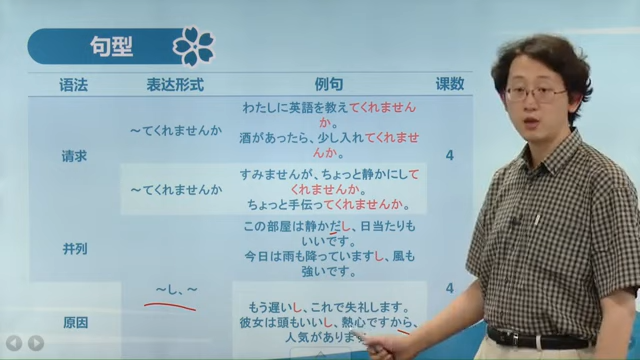 句型
语法 表达形式 例句 课数
请求
～てくれませんか
わたしに英語を教えてくれません
か。
酒があったら、少し入れてくれませ
んか。
4
～てくれませんか
すみませんが、ちょっと静かにして
くれませんか。
ちょっと手伝ってくれませんか。
并列
この部屋は静かだし、日当たりも
いいです。
今日は雨も降っていますし、風も
強いです。
～し、～
4
原因
もう遅いし、これで失礼します。
彼女は頭もいいし、熱心ですから、
人気があります